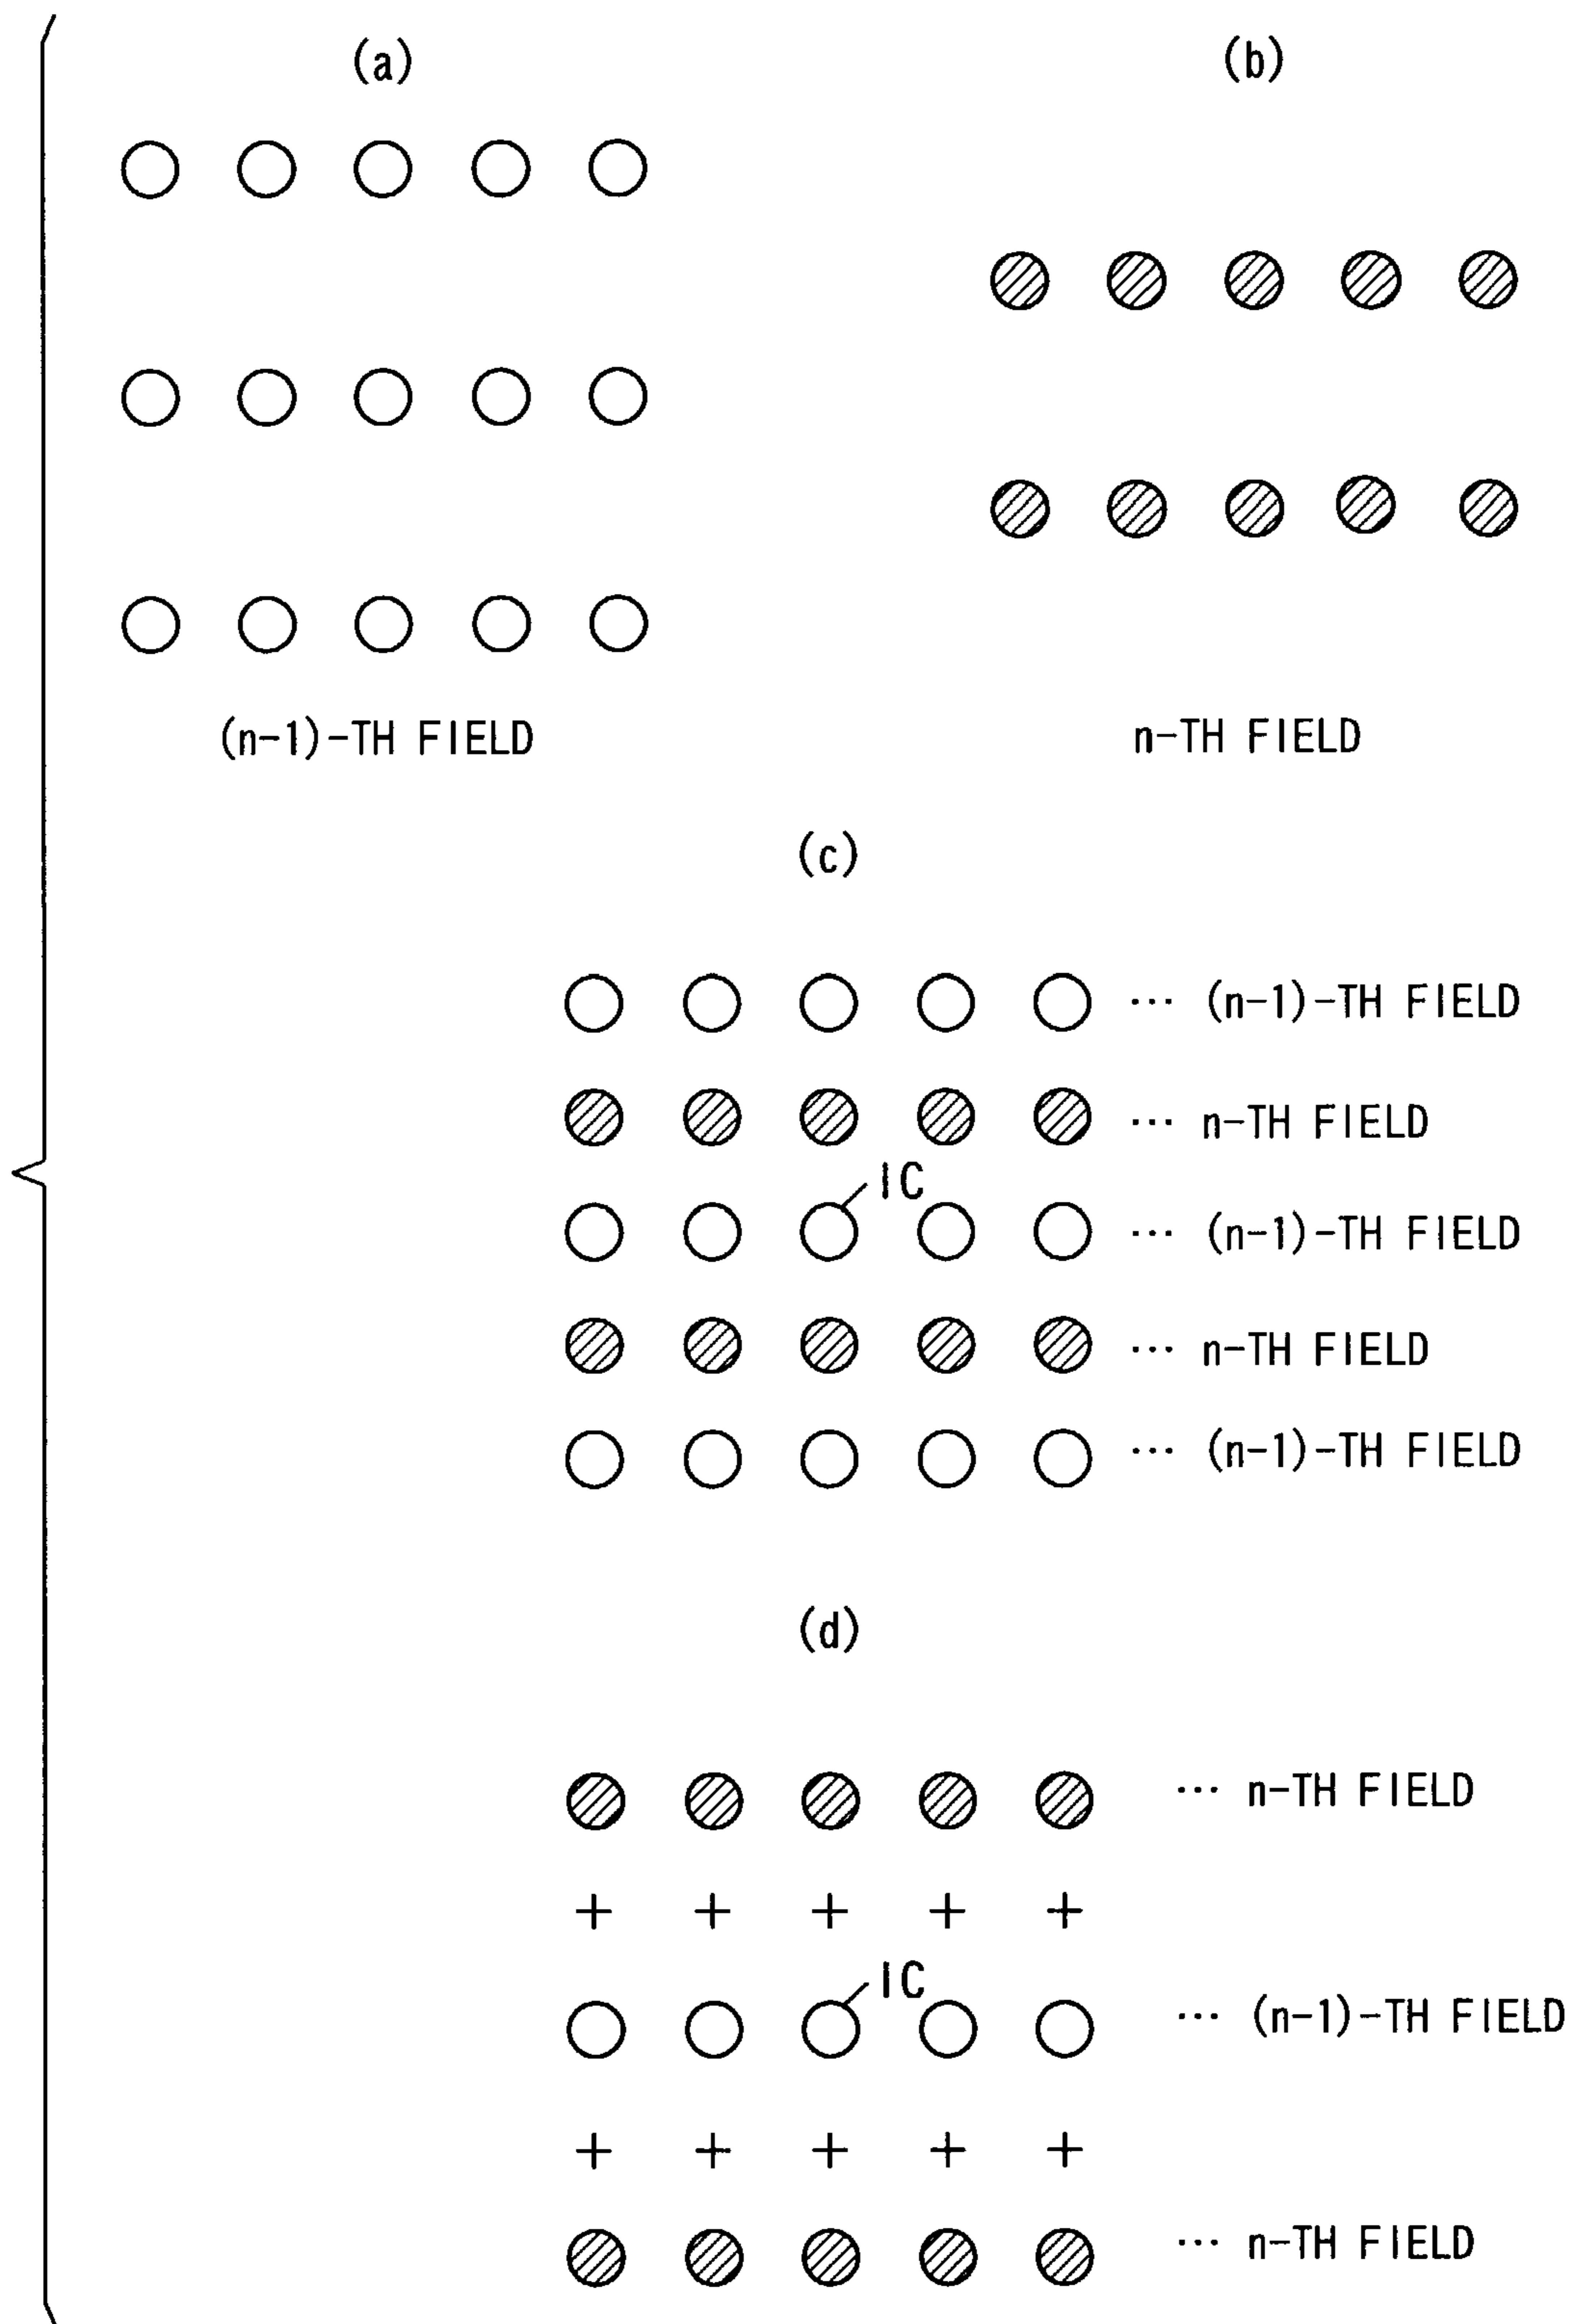 (a)
(b)
(n-1)-TH FIELD
n-TH FIELD
(c)
··· (n-1)-TH FIELD
··· n-TH FIELD
IC
··· (n-1)-TH FIELD
··· n-TH FIELD
··· (n-1)-TH FIELD
(d)
··· n-TH FIELD
+ + + + +
IC
··· (n-1)-TH FIELD
+ + + + +
··· n-TH FIELD